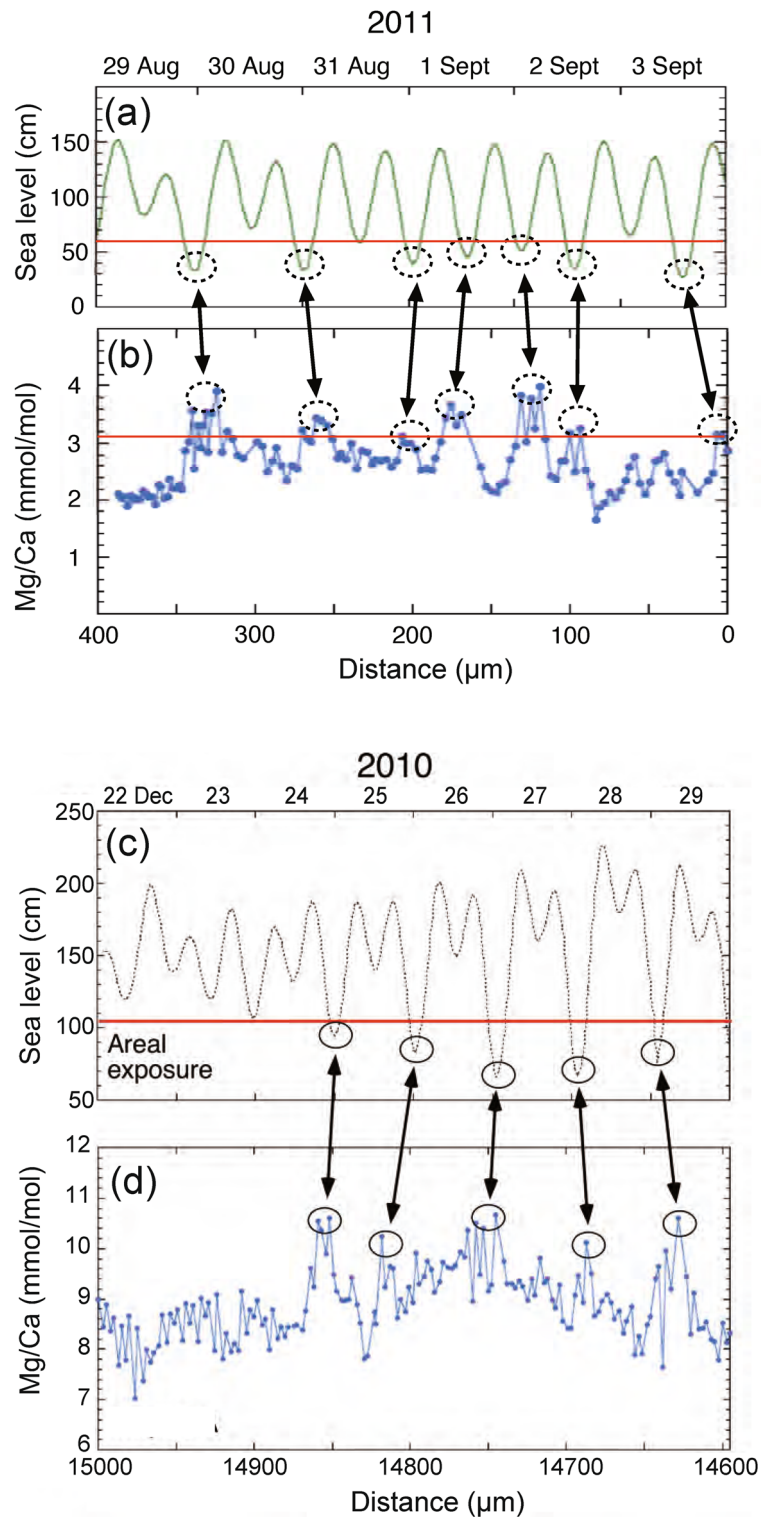 2011
29 Aug 30 Aug 31 Aug 1 Sept 2 Sept 3 Sept
(a)
Sea level (cm)
150
100
50
0
(b)
Mg/Ca (mmol/mol)
4
3
2
1
400 300 200 100 0
Distance (µm)
2010
22 Dec 23 24 25 26 27 28 29
(c)
Sea level (cm)
250
200
150
100
50
Areal
exposure
(d)
Mg/Ca (mmol/mol)
12
11
10
9
8
7
6
15000 14900 14800 14700 14600
Distance (µm)